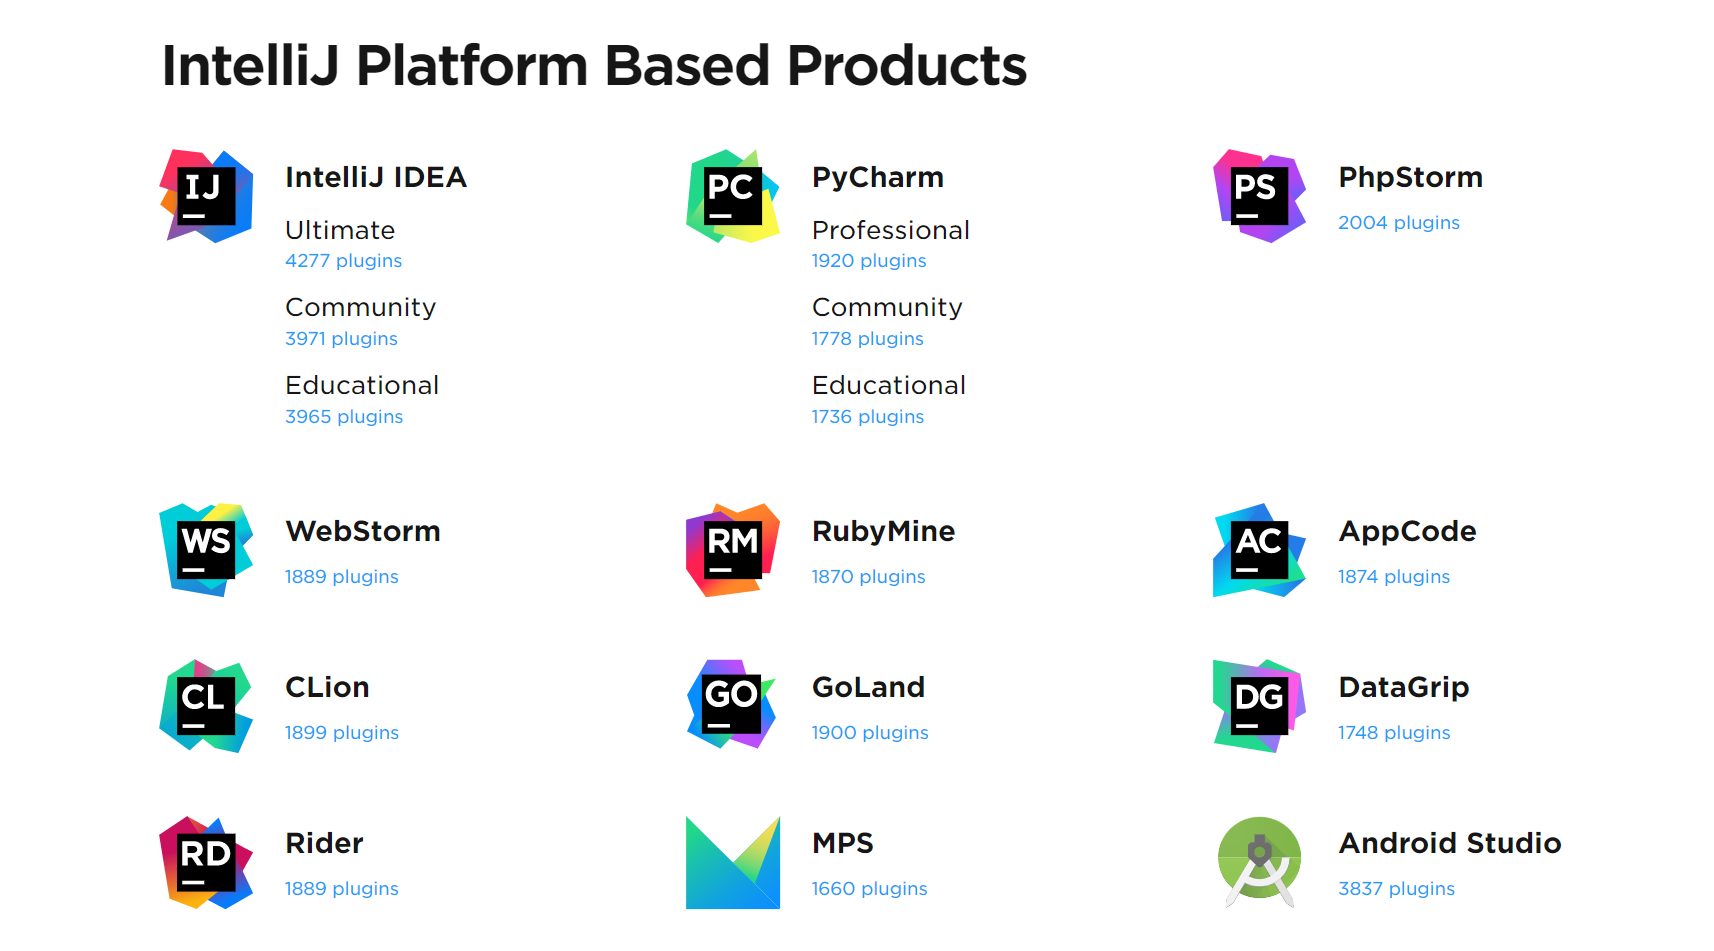 IntelliJ Platform Based Products
IJ
IntelliJ IDEA
Ultimate
4277 plugins
Community
3971 plugins
Educational
3965 plugins
PC
PyCharm
Professional
1920 plugins
Community
1778 plugins
Educational
1736 plugins
PS
PhpStorm
2004 plugins
WS
WebStorm
1889 plugins
RM
RubyMine
1870 plugins
AC
AppCode
1874 plugins
CL
CLion
1899 plugins
GO
GoLand
1900 plugins
DG
DataGrip
1748 plugins
RD
Rider
1889 plugins
MPS
1660 plugins
Android Studio
3837 plugins